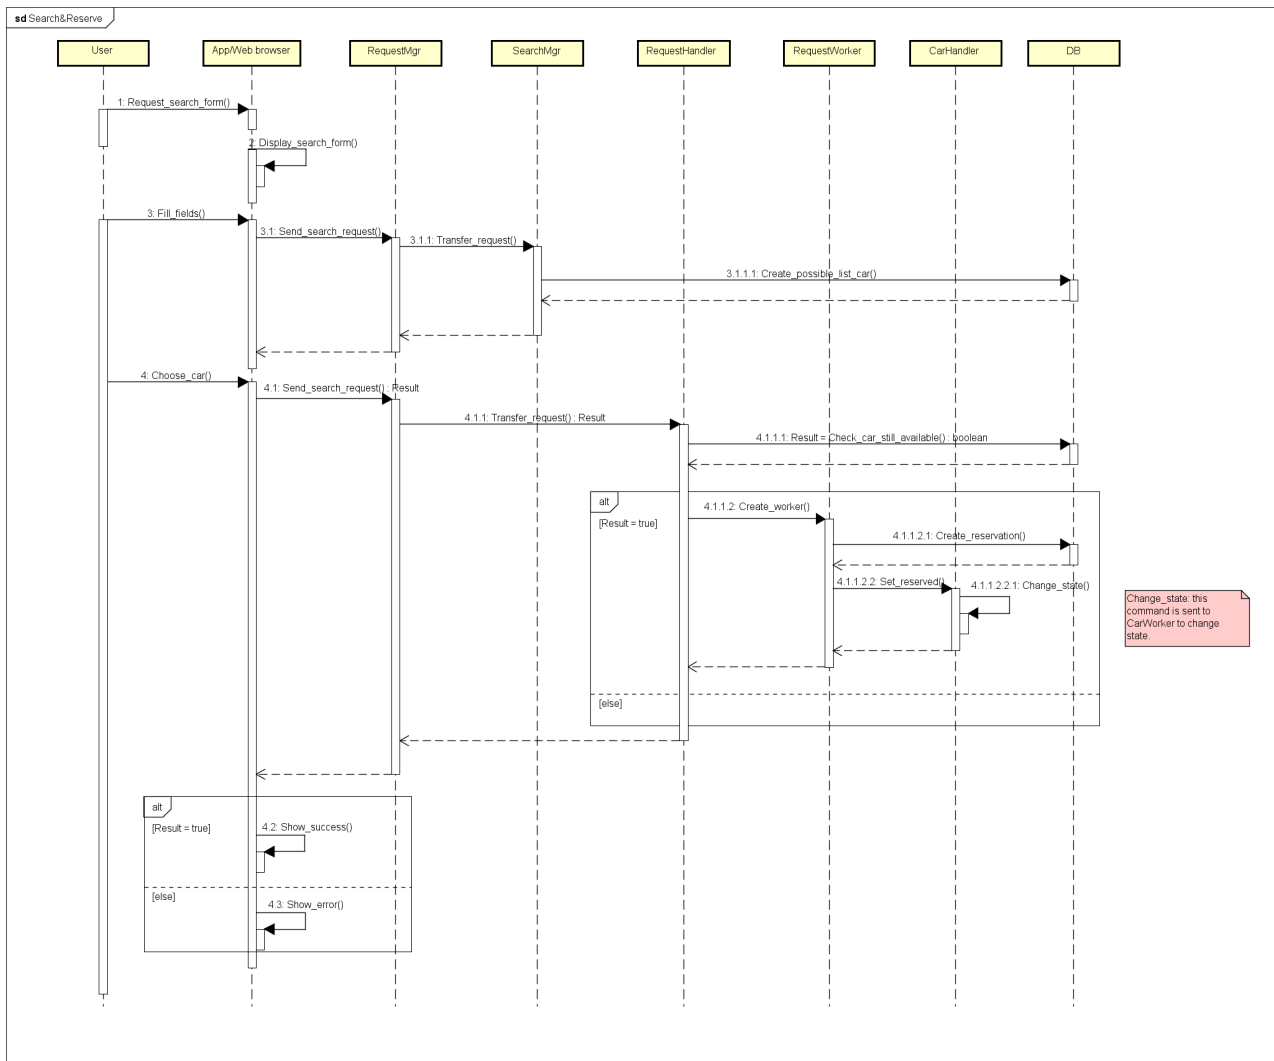 sd Search&Reserve
User
App/Web browser
RequestMgr
SearchMgr
RequestHandler
RequestWorker
CarHandler
DB
1: Request_search_form()
2: Display_search_form()
3: Fill_fields()
3.1: Send_search_request()
3.1.1: Transfer_request()
3.1.1.1: Create_possible_list_car()
4: Choose_car()
4.1: Send_search_request() : Result
4.1.1: Transfer_request() : Result
4.1.1.1: Result = Check_car_still_available() : boolean
alt
[Result = true]
4.1.1.2: Create_worker()
4.1.1.2.1: Create_reservation()
4.1.1.2.2: Set_reserved()
4.1.1.2.2.1: Change_state()
Change_state: this
command is sent to
CarWorker to change
state.
[else]
alt
[Result = true]
4.2: Show_success()
[else]
4.3: Show_error()